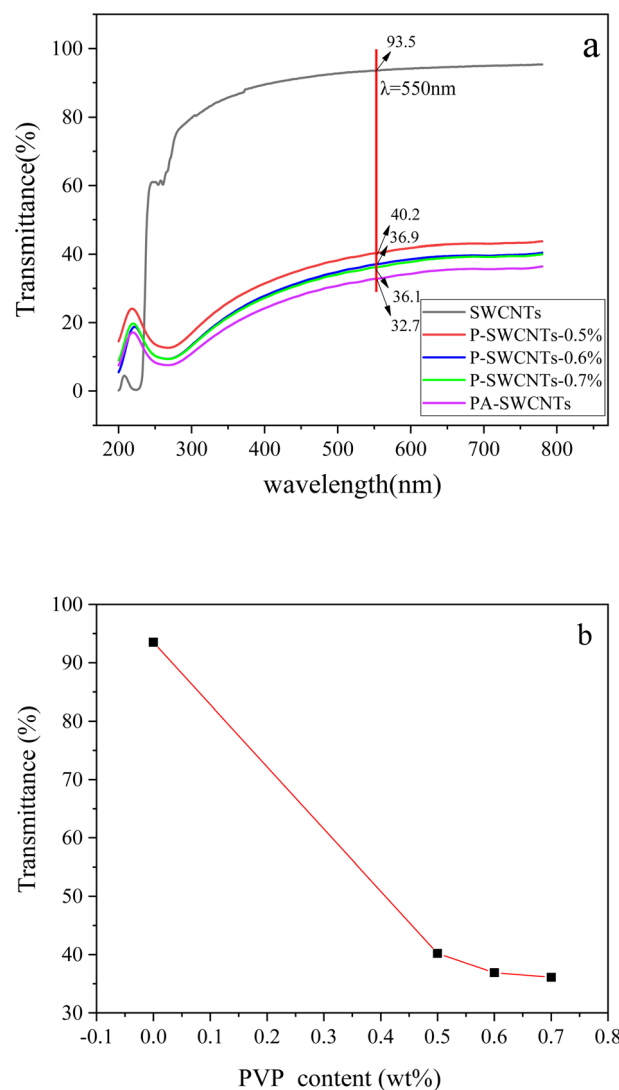 a
100
80
60
40
20
0
Transmittance(%)
93.5
λ=550nm
40.2
36.9
36.1
32.7
SWCNTs
P-SWCNTs-0.5%
P-SWCNTs-0.6%
P-SWCNTs-0.7%
PA-SWCNTs
200 300 400 500 600 700 800
wavelength(nm)
b
100
90
80
70
60
50
40
30
Transmittance (%)
-0.1 0.0 0.1 0.2 0.3 0.4 0.5 0.6 0.7 0.8
PVP content (wt%)